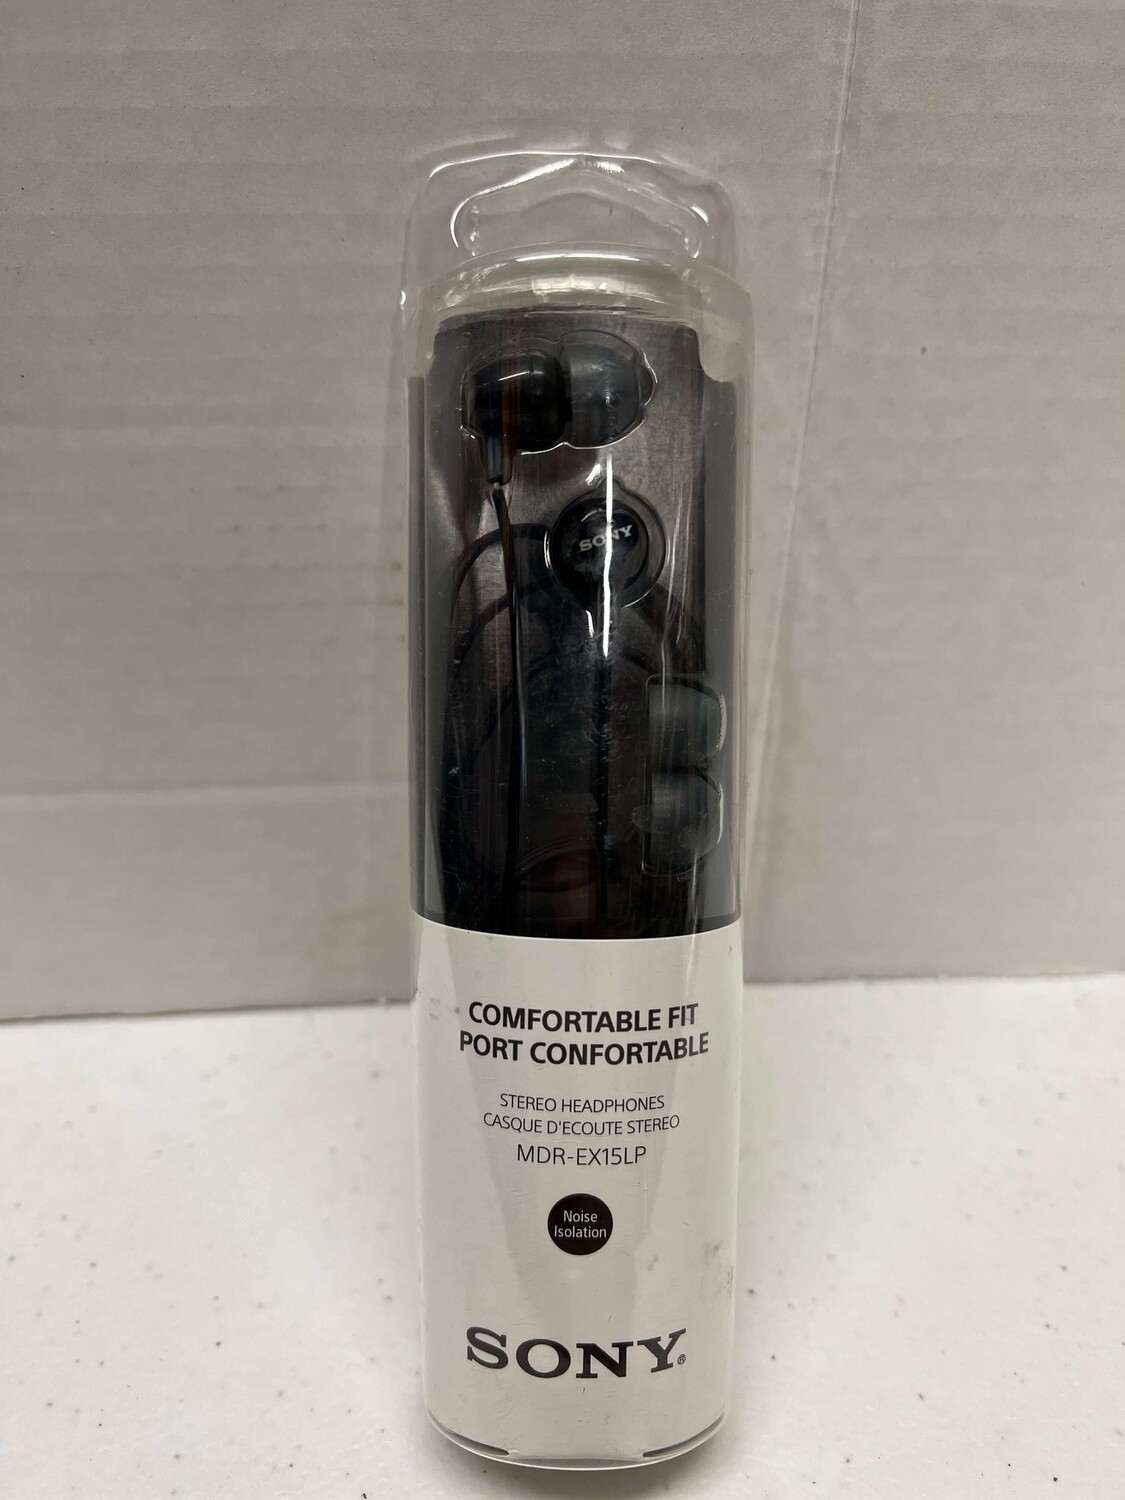 SONY
COMFORTABLE FIT
PORT CONFORTABLE
STEREO HEADPHONES
CASQUE D'ECOUTE STEREO
MDR-EX15LP
Noise
Isolation
SONY®